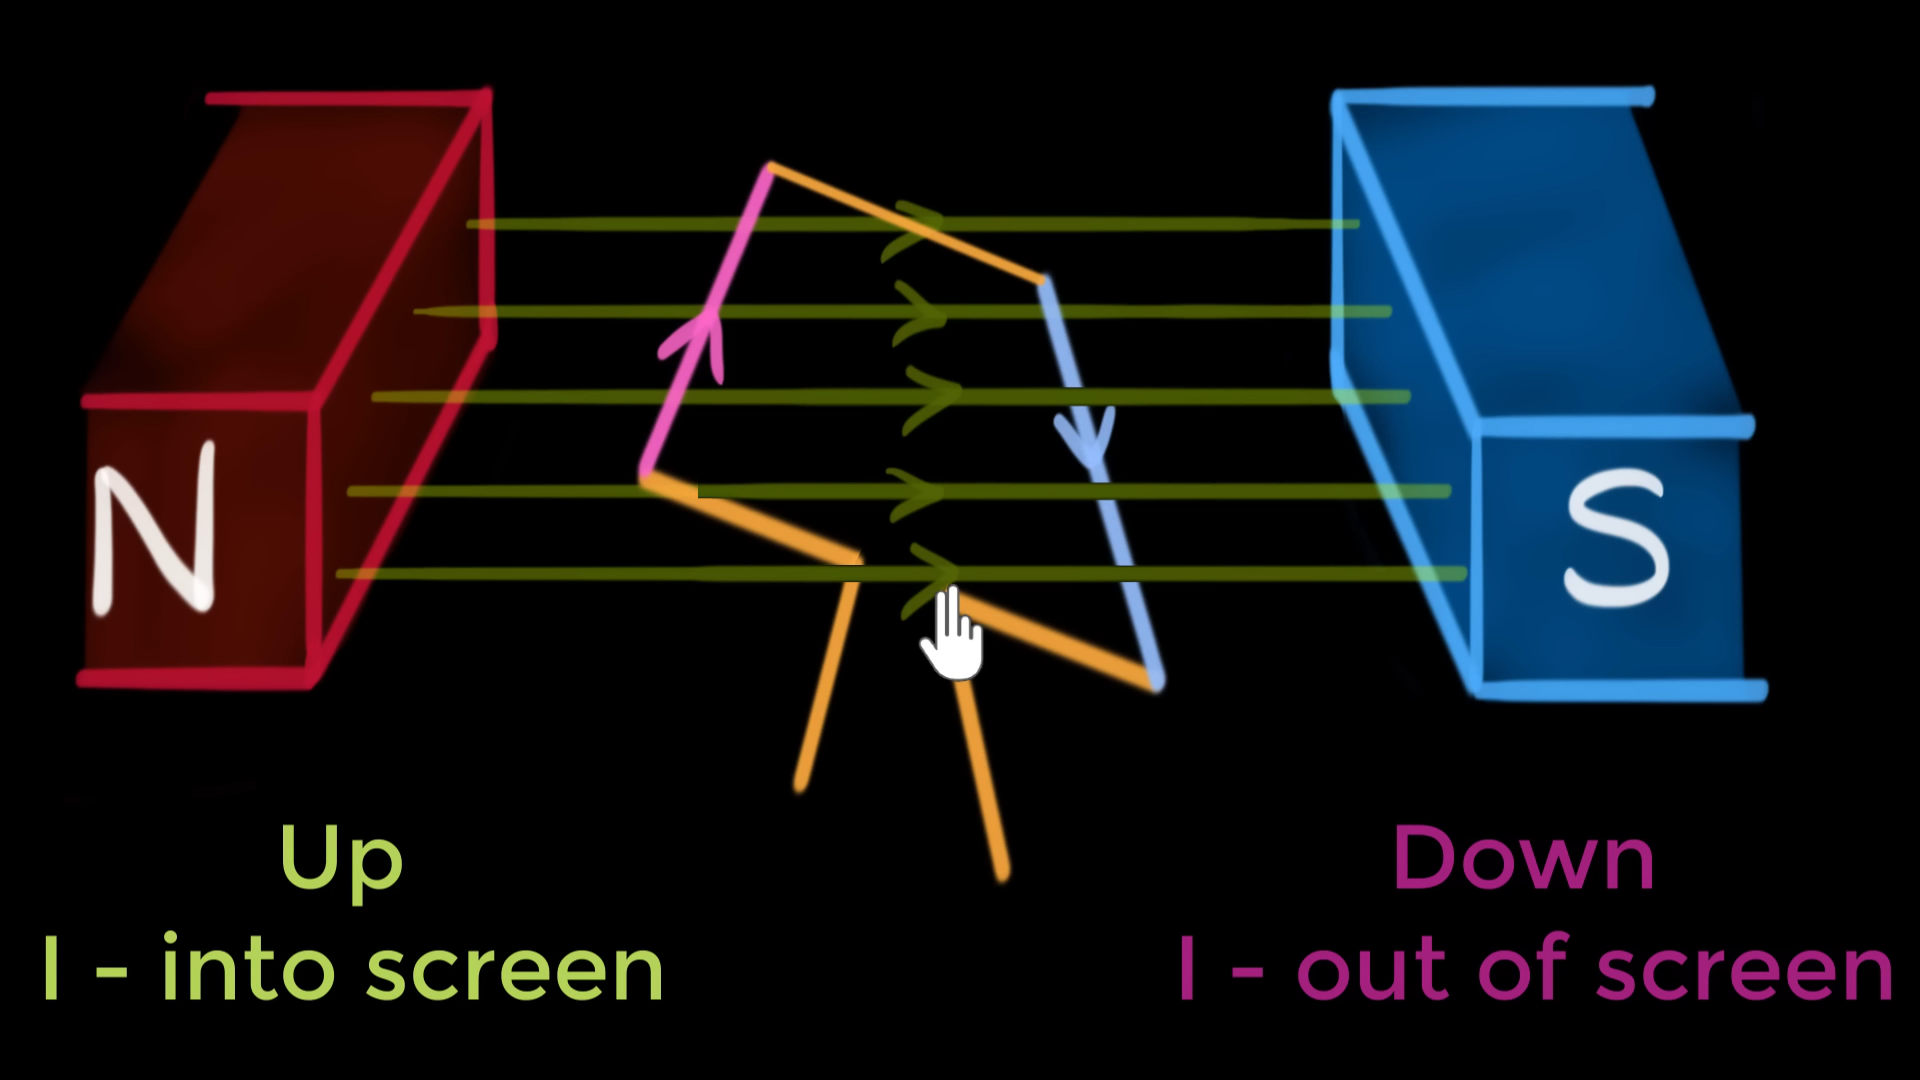 N
S
Up
I - into screen
Down
I - out of screen